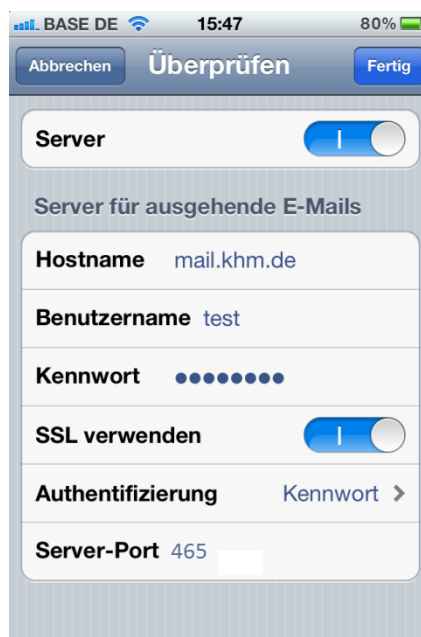 BASE DE 15:47 80%
Abbrechen Überprüfen Fertig
Server
Server für ausgehende E-Mails
Hostname mail.khm.de
Benutzername test
Kennwort ●●●●●●●●
SSL verwenden
Authentifizierung Kennwort
Server-Port 465